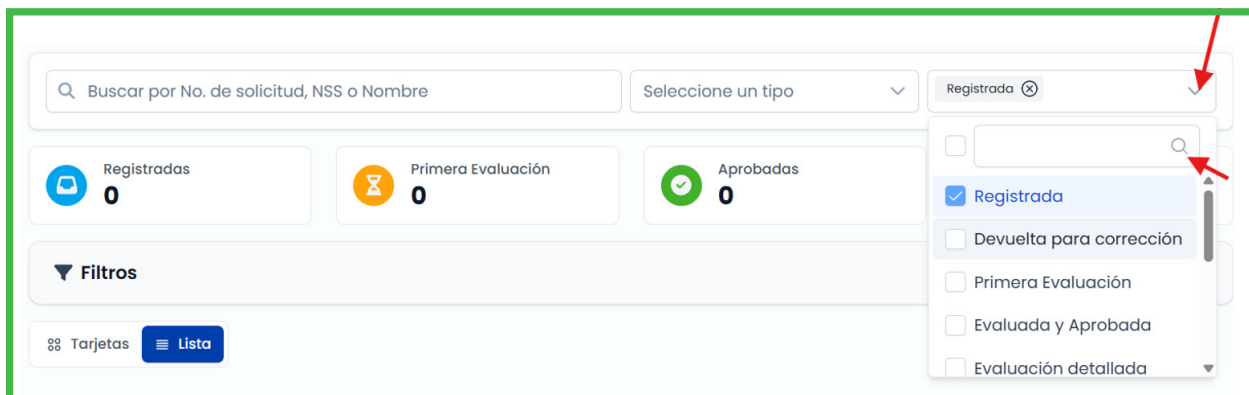 Buscar por No. de solicitud, NSS o Nombre
Seleccione un tipo
Registrada
Registradas
0
Primera Evaluación
0
Aprobadas
0
Registrada
Devuelta para corrección
Primera Evaluación
Evaluada y Aprobada
Evaluación detallada
Filtros
Tarjetas
Lista